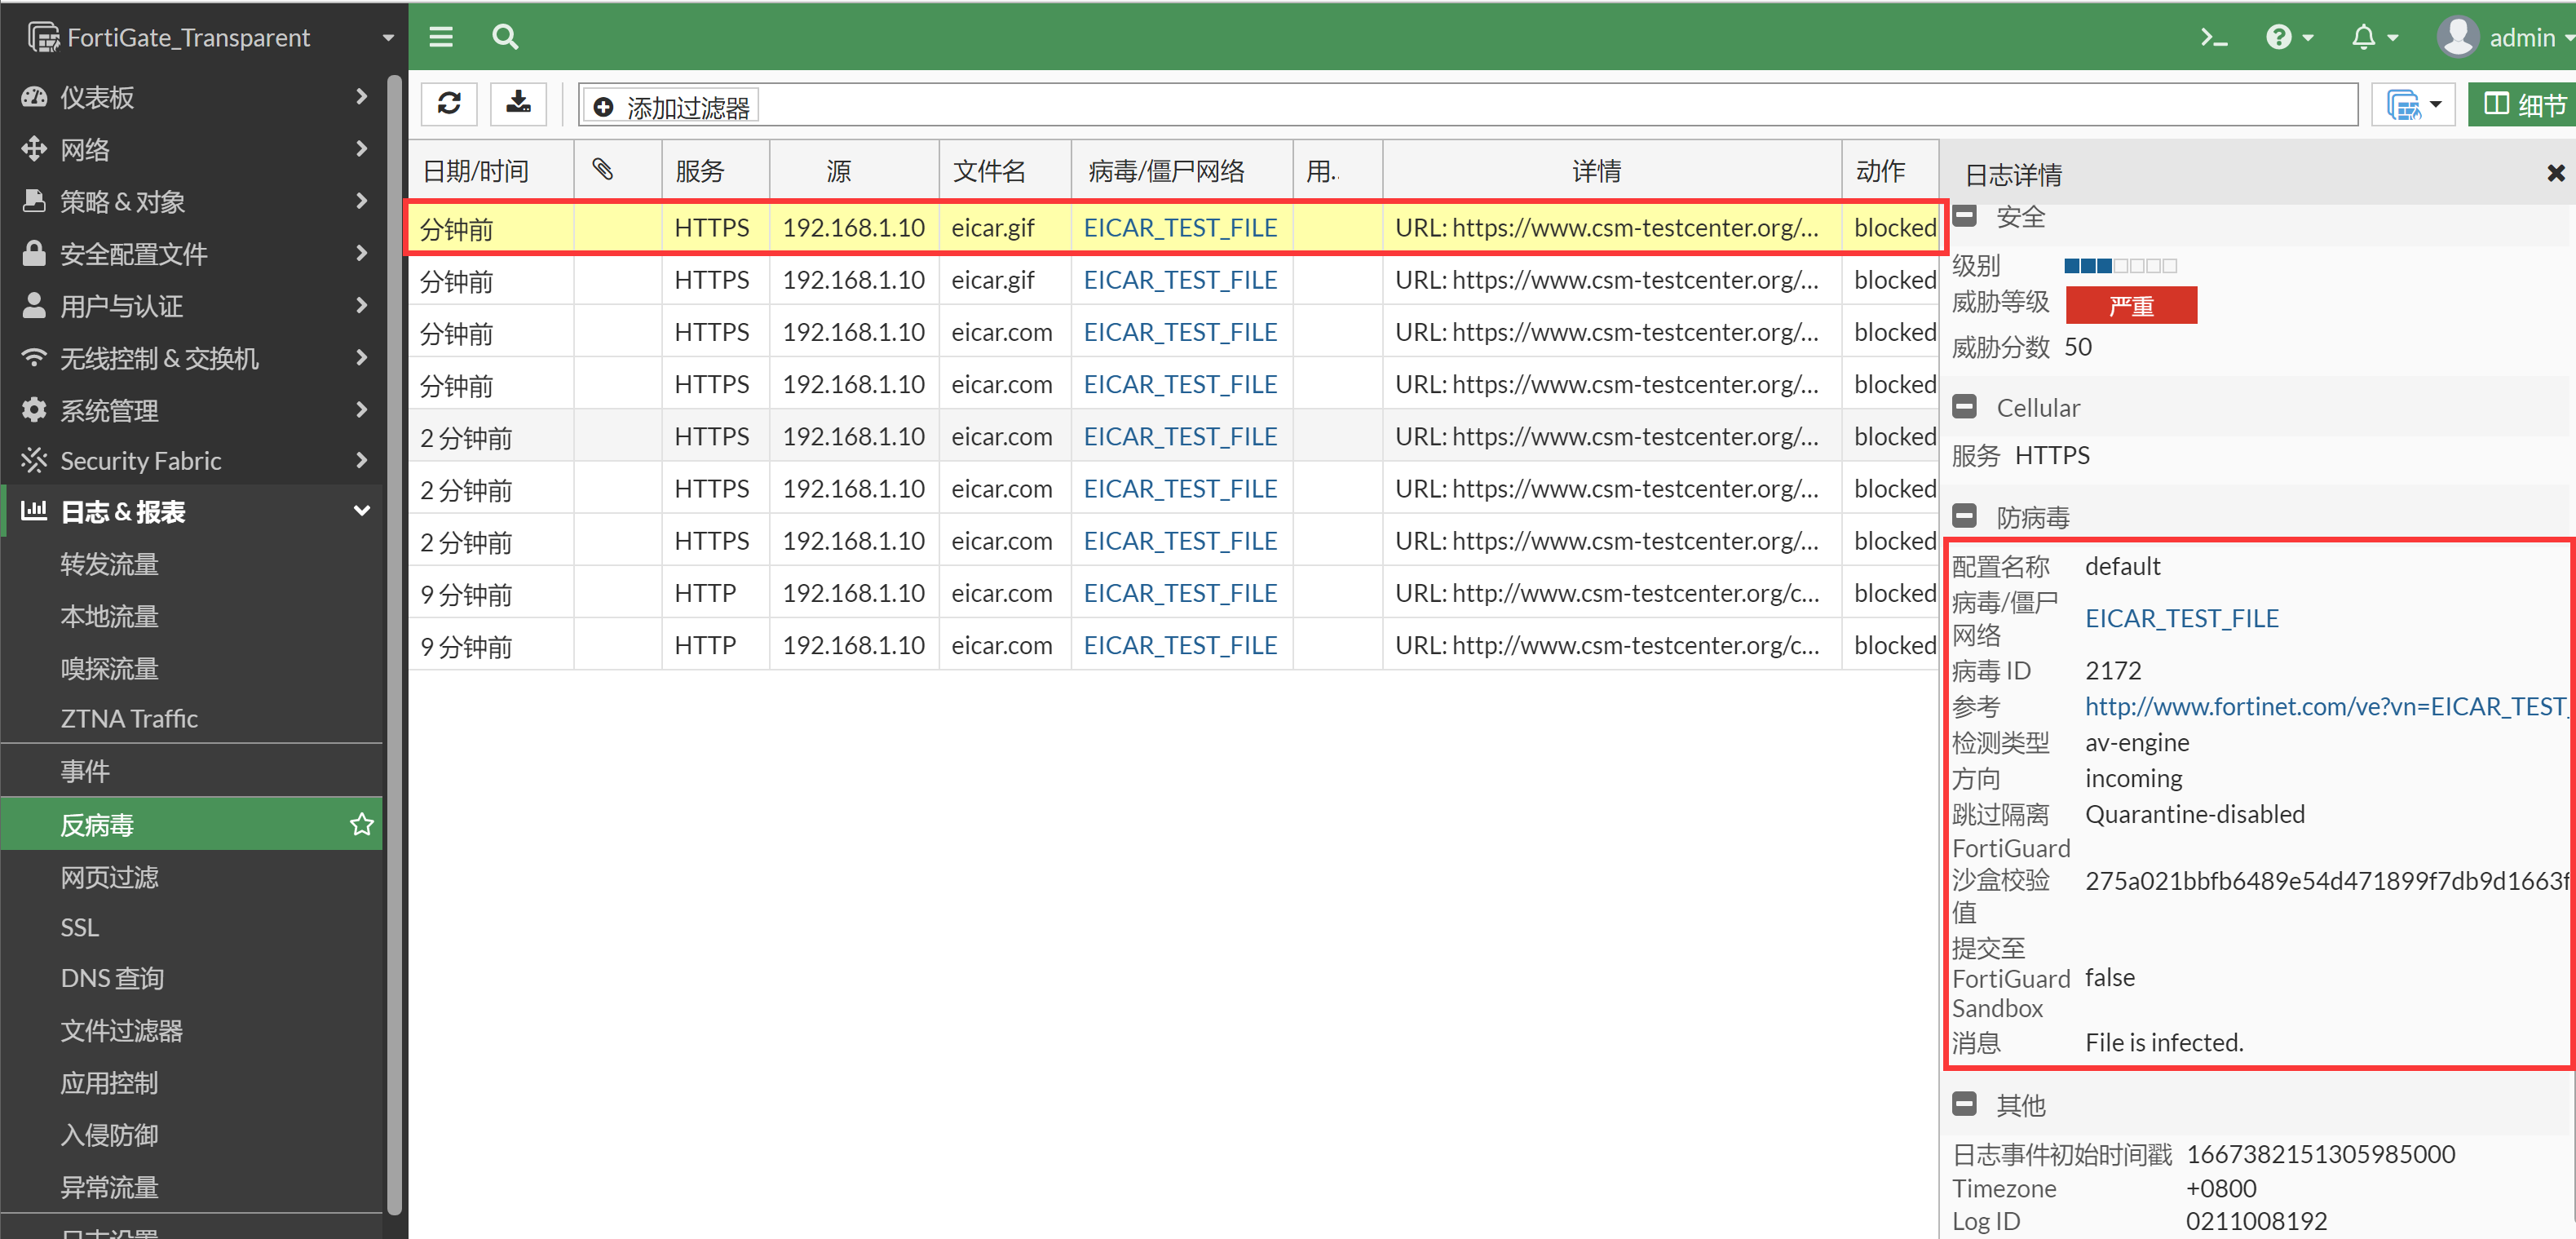 FortiGate_Transparent
admin
仪表板
网络
策略 & 对象
安全配置文件
用户与认证
无线控制 & 交换机
系统管理
Security Fabric
日志 & 报表
转发流量
本地流量
嗅探流量
ZTNA Traffic
事件
反病毒
网页过滤
SSL
DNS 查询
文件过滤器
应用控制
入侵防御
异常流量
日志设置
添加过滤器
细节
日期/时间 服务 源 文件名 病毒/僵尸网络 用.. 详情 动作
分钟前 HTTPS 192.168.1.10 eicar.gif EICAR_TEST_FILE URL: https://www.csm-testcenter.org/... blocked
分钟前 HTTPS 192.168.1.10 eicar.gif EICAR_TEST_FILE URL: https://www.csm-testcenter.org/... blocked
分钟前 HTTPS 192.168.1.10 eicar.com EICAR_TEST_FILE URL: https://www.csm-testcenter.org/... blocked
分钟前 HTTPS 192.168.1.10 eicar.com EICAR_TEST_FILE URL: https://www.csm-testcenter.org/... blocked
2 分钟前 HTTPS 192.168.1.10 eicar.com EICAR_TEST_FILE URL: https://www.csm-testcenter.org/... blocked
2 分钟前 HTTPS 192.168.1.10 eicar.com EICAR_TEST_FILE URL: https://www.csm-testcenter.org/... blocked
2 分钟前 HTTPS 192.168.1.10 eicar.com EICAR_TEST_FILE URL: https://www.csm-testcenter.org/... blocked
9 分钟前 HTTP 192.168.1.10 eicar.com EICAR_TEST_FILE URL: http://www.csm-testcenter.org/c... blocked
9 分钟前 HTTP 192.168.1.10 eicar.com EICAR_TEST_FILE URL: http://www.csm-testcenter.org/c... blocked
日志详情
安全
级别
威胁等级 严重
威胁分数 50
Cellular
服务 HTTPS
防病毒
配置名称 default
病毒/僵尸
网络 EICAR_TEST_FILE
病毒 ID 2172
参考 http://www.fortinet.com/ve?vn=EICAR_TEST_
检测类型 av-engine
方向 incoming
跳过隔离 Quarantine-disabled
FortiGuard
沙盒校验 275a021bbfb6489e54d471899f7db9d1663f
值
提交至
FortiGuard false
Sandbox
消息 File is infected.
其他
日志事件初始时间戳 1667382151305985000
Timezone +0800
Log ID 0211008192